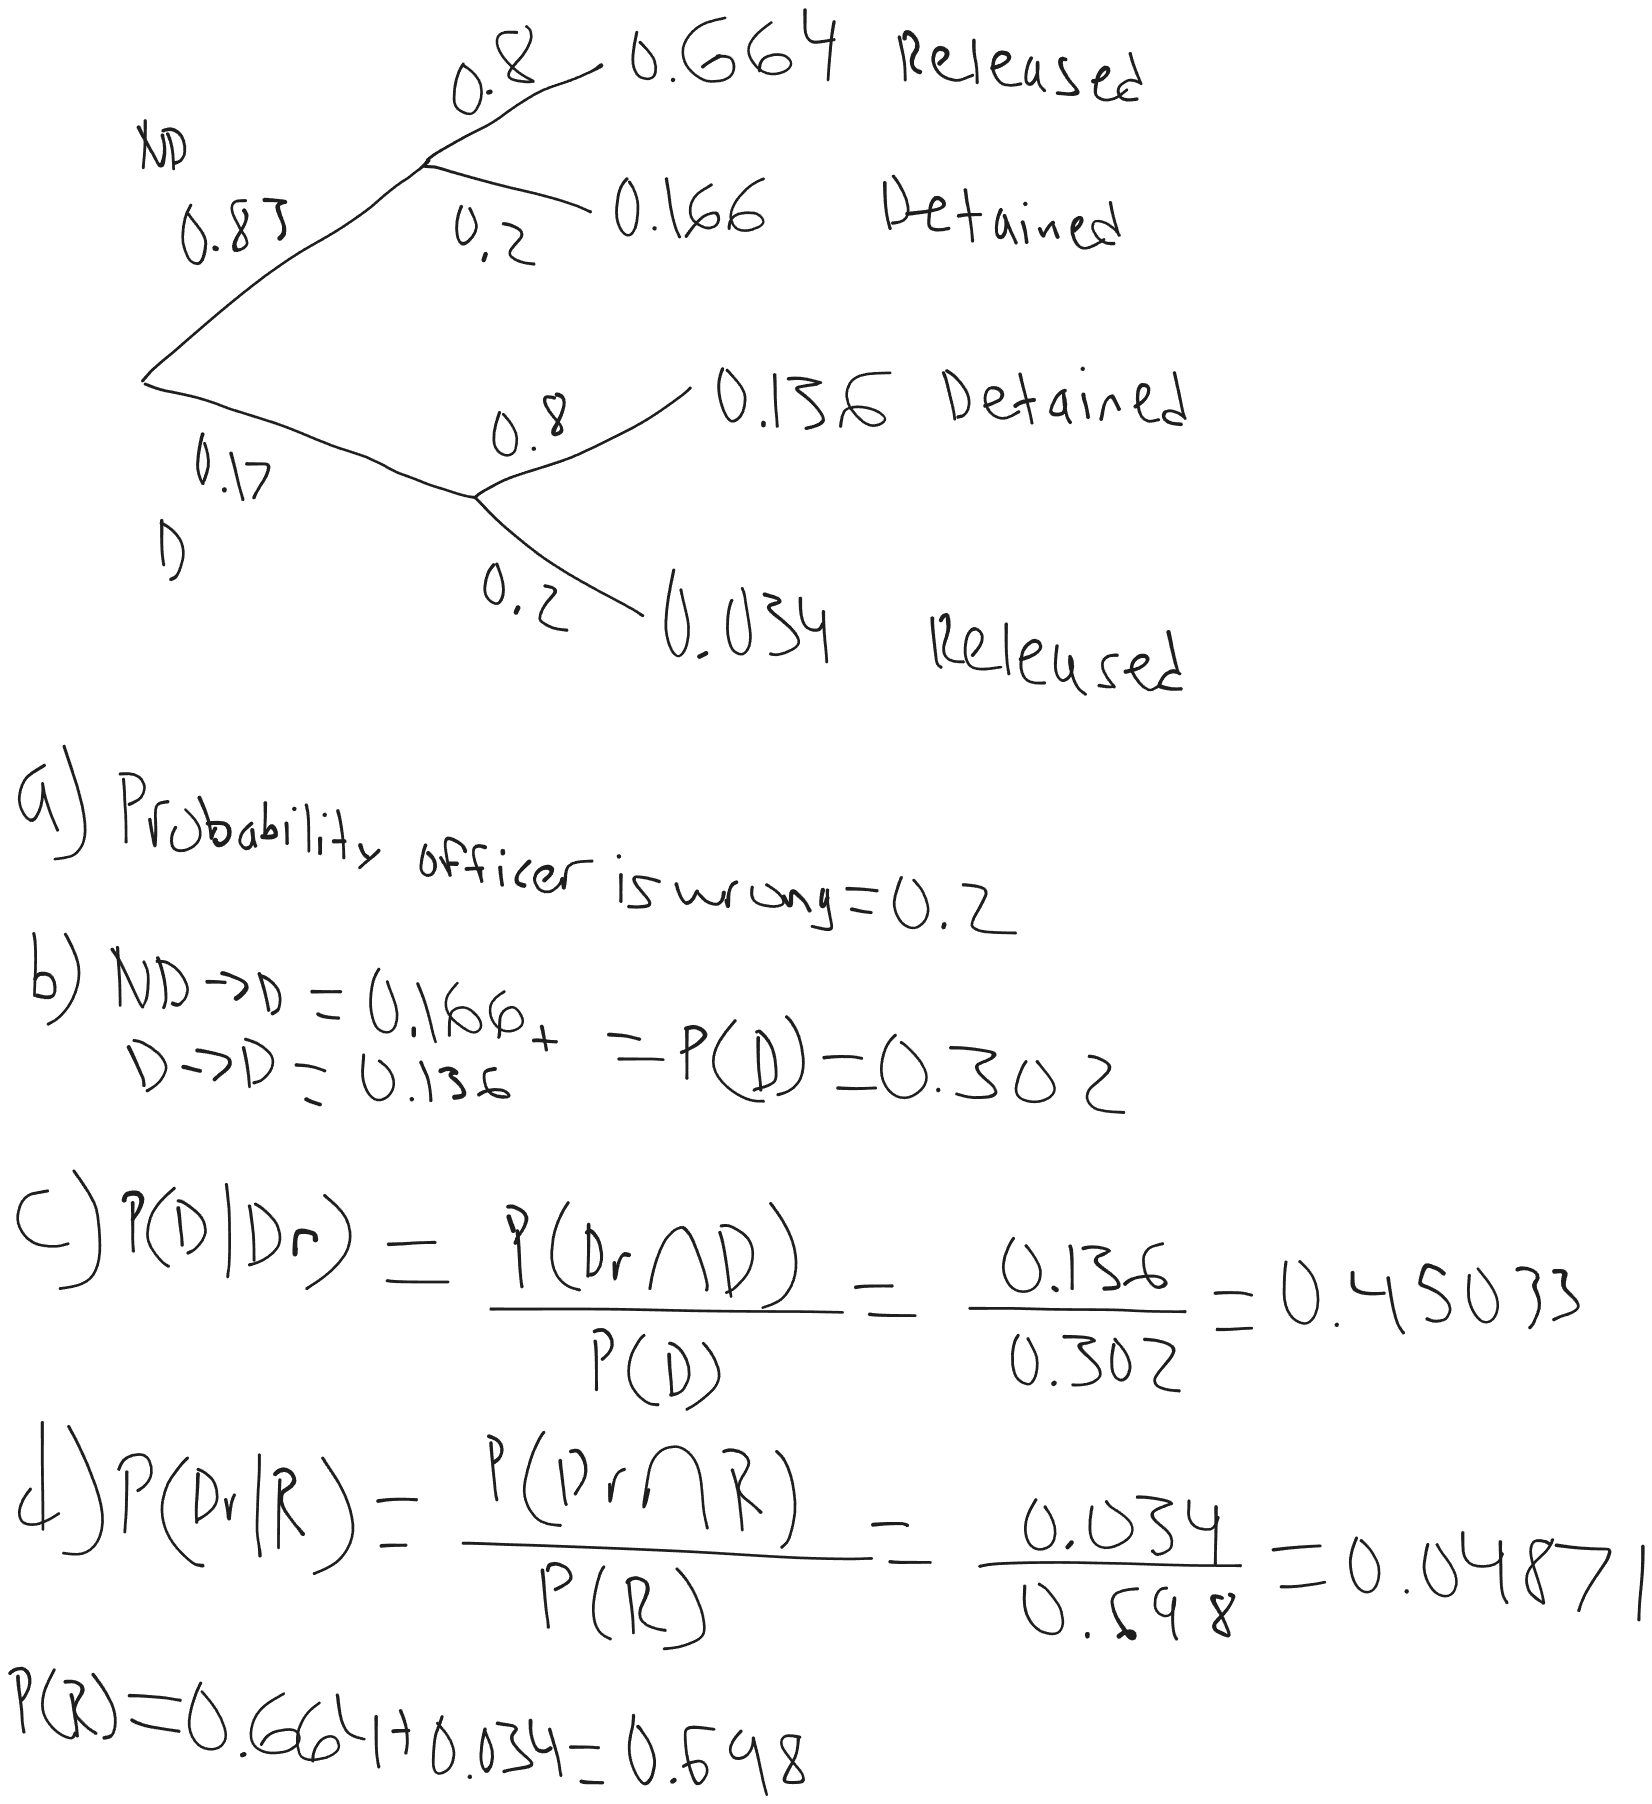 0.8 0.664 Released
ND
0.83
0.2 0.166 Detained
0.8 0.136 Detained
0.17
D
0.2 0.034 Released
a) Probability officer is wrong = 0.2
b) ND -> D = 0.166 +
D -> D = 0.136 = P(D) = 0.302
c) P(D|Dr) = P(Dr ∩ D) / P(D) = 0.136 / 0.302 = 0.45033
d) P(Dr|R) = P(Dr ∩ R) / P(R) = 0.034 / 0.698 = 0.04871
P(R) = 0.664 + 0.034 = 0.698